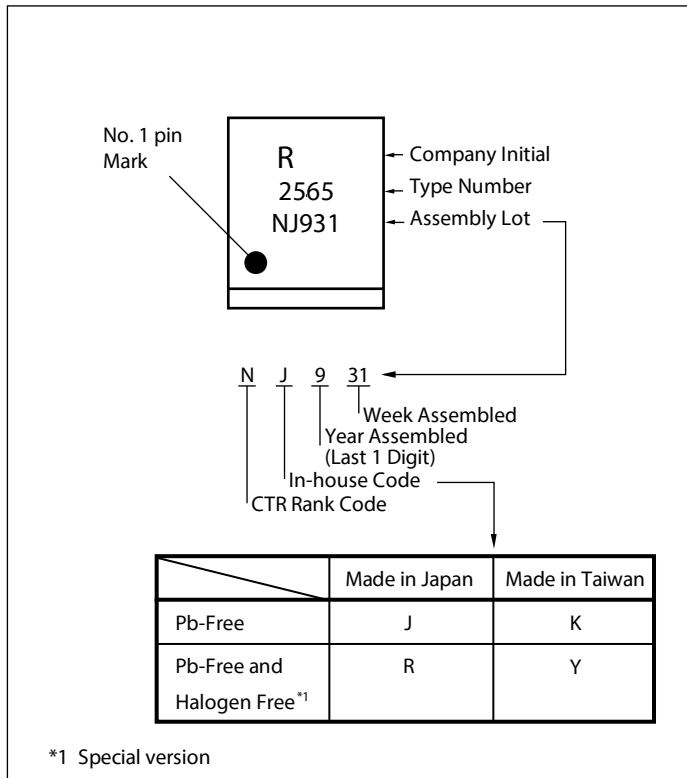 No. 1 pin
Mark
R
2565
NJ931
Company Initial
Type Number
Assembly Lot
N J 9 31
Week Assembled
Year Assembled
(Last 1 Digit)
In-house Code
CTR Rank Code
Made in Japan Made in Taiwan
Pb-Free J K
Pb-Free and R Y
Halogen Free*1
*1 Special version